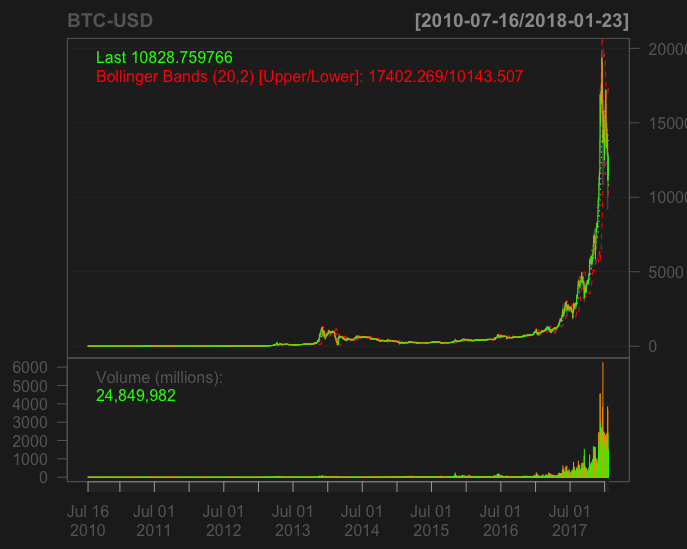 BTC-USD [2010-07-16/2018-01-23]
Last 10828.759766
Bollinger Bands (20,2) [Upper/Lower]: 17402.269/10143.507
20000
15000
10000
5000
0
Volume (millions):
24,849,982
6000
5000
4000
3000
2000
1000
0
Jul 16 Jul 01 Jul 01 Jul 01 Jul 01 Jul 01 Jul 01 Jul 01
2010 2011 2012 2013 2014 2015 2016 2017